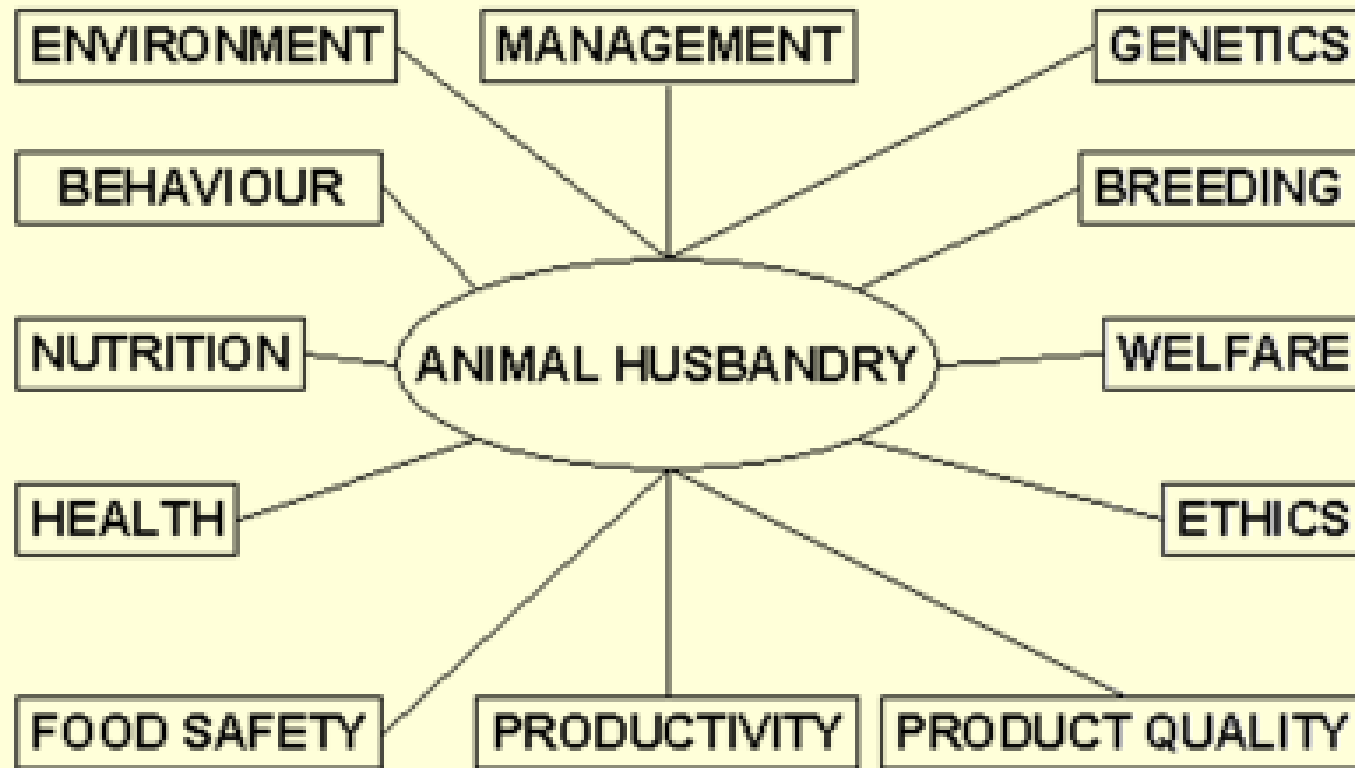 ENVIRONMENT
MANAGEMENT
GENETICS
BEHAVIOUR
BREEDING
NUTRITION
ANIMAL HUSBANDRY
WELFARE
HEALTH
ETHICS
FOOD SAFETY
PRODUCTIVITY
PRODUCT QUALITY